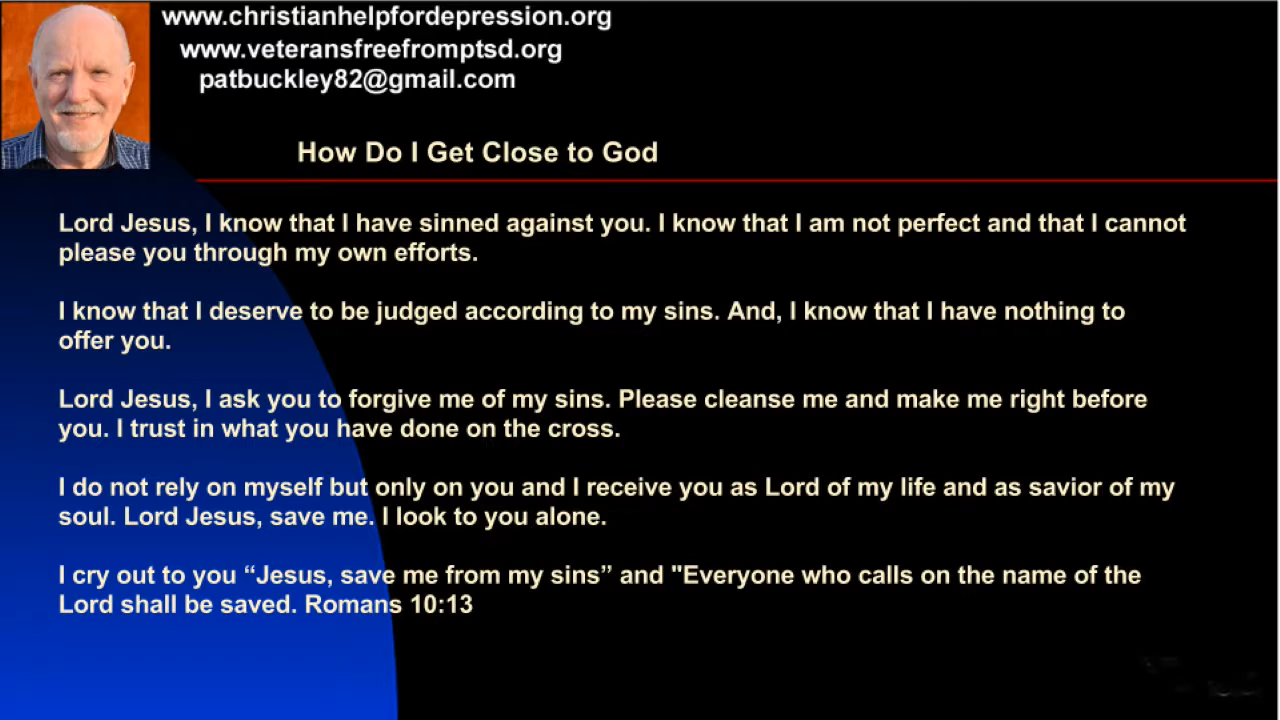 www.christianhelpfordepression.org
www.veteransfreefromptsd.org
patbuckley82@gmail.com
How Do I Get Close to God
Lord Jesus, I know that I have sinned against you. I know that I am not perfect and that I cannot
please you through my own efforts.
I know that I deserve to be judged according to my sins. And, I know that I have nothing to
offer you.
Lord Jesus, I ask you to forgive me of my sins. Please cleanse me and make me right before
you. I trust in what you have done on the cross.
I do not rely on myself but only on you and I receive you as Lord of my life and as savior of my
soul. Lord Jesus, save me. I look to you alone.
I cry out to you “Jesus, save me from my sins” and "Everyone who calls on the name of the
Lord shall be saved. Romans 10:13